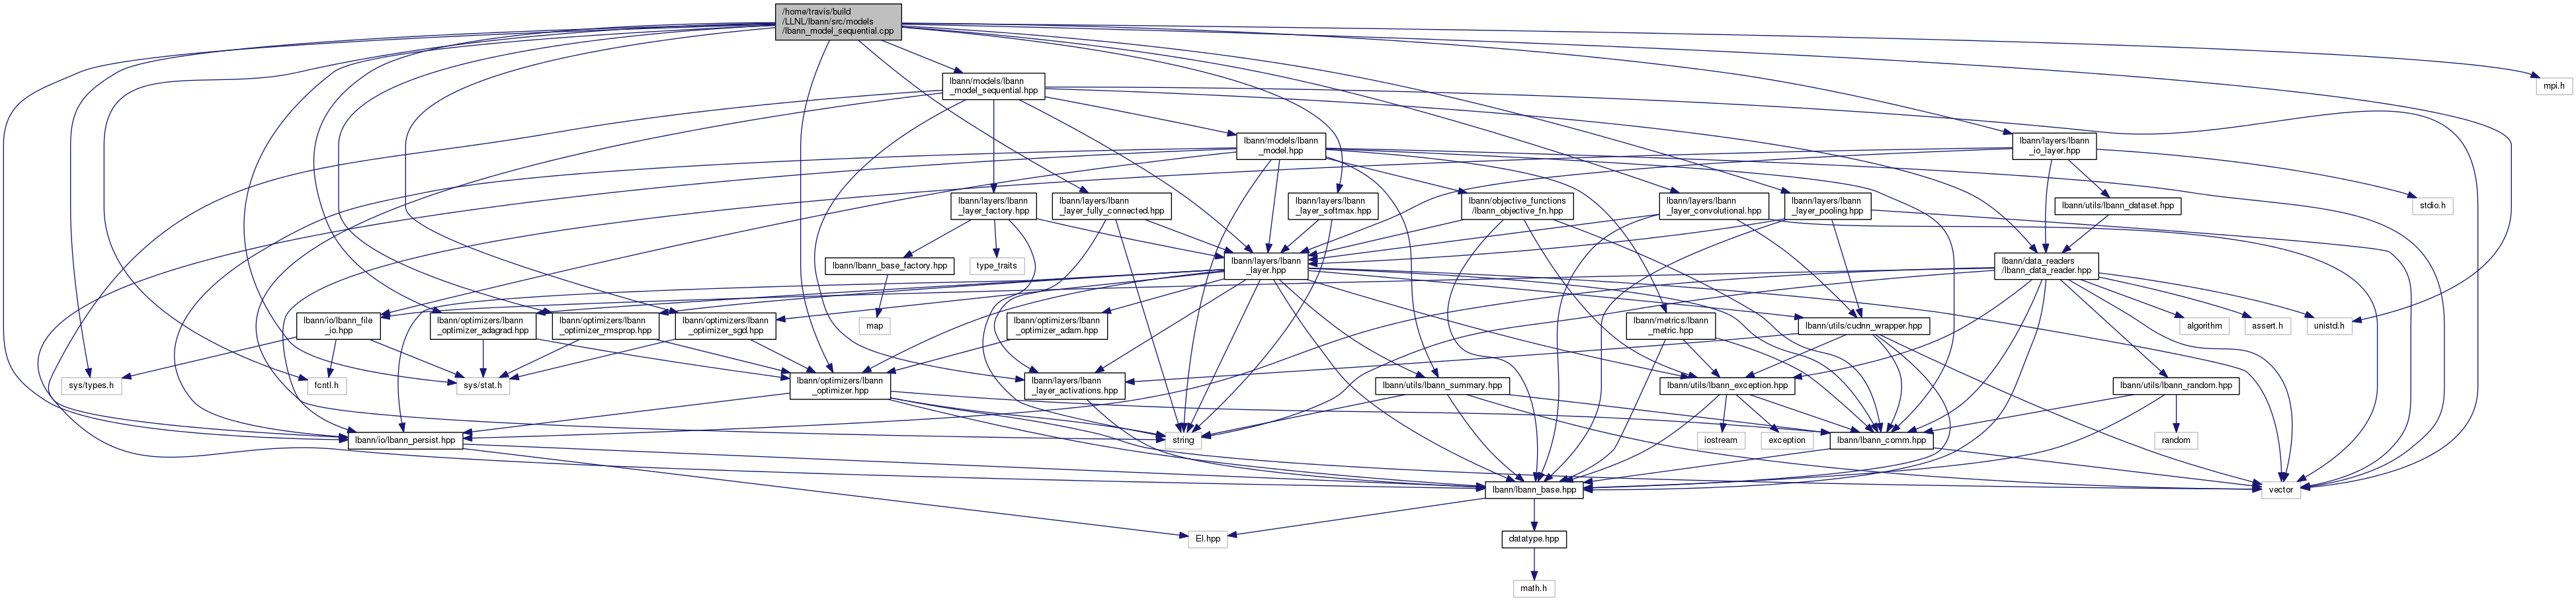 /home/travis/build
/LLNL/lbann/src/models
/lbann_model_sequential.cpp
lbann/models/lbann
_model_sequential.hpp
mpi.h
lbann/models/lbann
_model.hpp
lbann/layers/lbann
_io_layer.hpp
lbann/layers/lbann
_layer_factory.hpp
lbann/layers/lbann
_layer_fully_connected.hpp
lbann/layers/lbann
_layer_softmax.hpp
lbann/objective_functions
/lbann_objective_fn.hpp
lbann/layers/lbann
_layer_convolutional.hpp
lbann/layers/lbann
_layer_pooling.hpp
lbann/utils/lbann_dataset.hpp
stdio.h
lbann/lbann_base_factory.hpp
type_traits
lbann/layers/lbann
_layer.hpp
lbann/data_readers
/lbann_data_reader.hpp
lbann/io/lbann_file
_io.hpp
lbann/optimizers/lbann
_optimizer_adagrad.hpp
lbann/optimizers/lbann
_optimizer_rmsprop.hpp
lbann/optimizers/lbann
_optimizer_sgd.hpp
map
lbann/optimizers/lbann
_optimizer_adam.hpp
lbann/metrics/lbann
_metric.hpp
lbann/utils/cudnn_wrapper.hpp
algorithm
assert.h
unistd.h
sys/types.h
fcntl.h
sys/stat.h
lbann/optimizers/lbann
_optimizer.hpp
lbann/layers/lbann
_layer_activations.hpp
lbann/utils/lbann_summary.hpp
lbann/utils/lbann_exception.hpp
lbann/utils/lbann_random.hpp
lbann/io/lbann_persist.hpp
string
iostream
exception
lbann/lbann_comm.hpp
random
lbann/lbann_base.hpp
vector
El.hpp
datatype.hpp
math.h